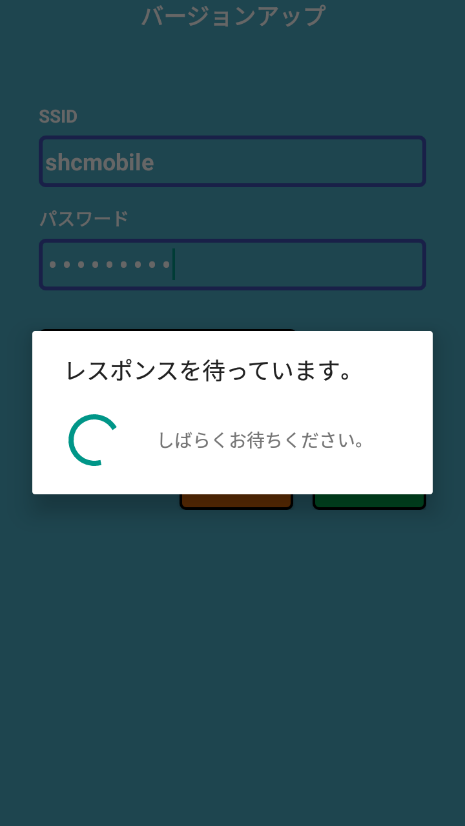 バージョンアップ
SSID
shcmobile
パスワード
•••••••••
レスポンスを待っています。
しばらくお待ちください。